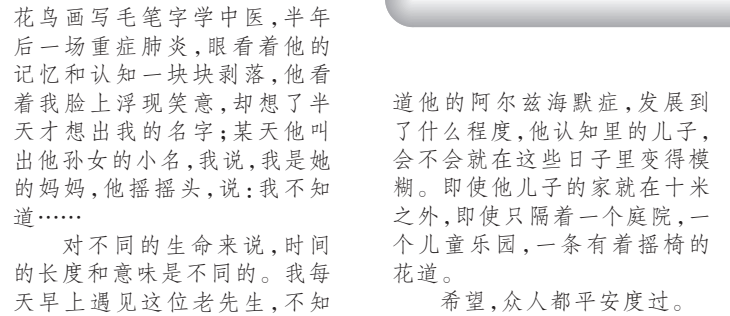 花鸟画写毛笔字学中医,半年
后一场重症肺炎,眼看着他的
记忆和认知一块块剥落,他看
着我脸上浮现笑意,却想了半
天才想出我的名字;某天他叫
出他孙女的小名,我说,我是她
的妈妈,他摇摇头,说:我不知
道……
对不同的生命来说,时间
的长度和意味是不同的。我每
天早上遇见这位老先生,不知
道他的阿尔兹海默症,发展到
了什么程度,他认知里的儿子,
会不会就在这些日子里变得模
糊。即使他儿子的家就在十米
之外,即使只隔着一个庭院,一
个儿童乐园,一条有着摇椅的
花道。
希望,众人都平安度过。